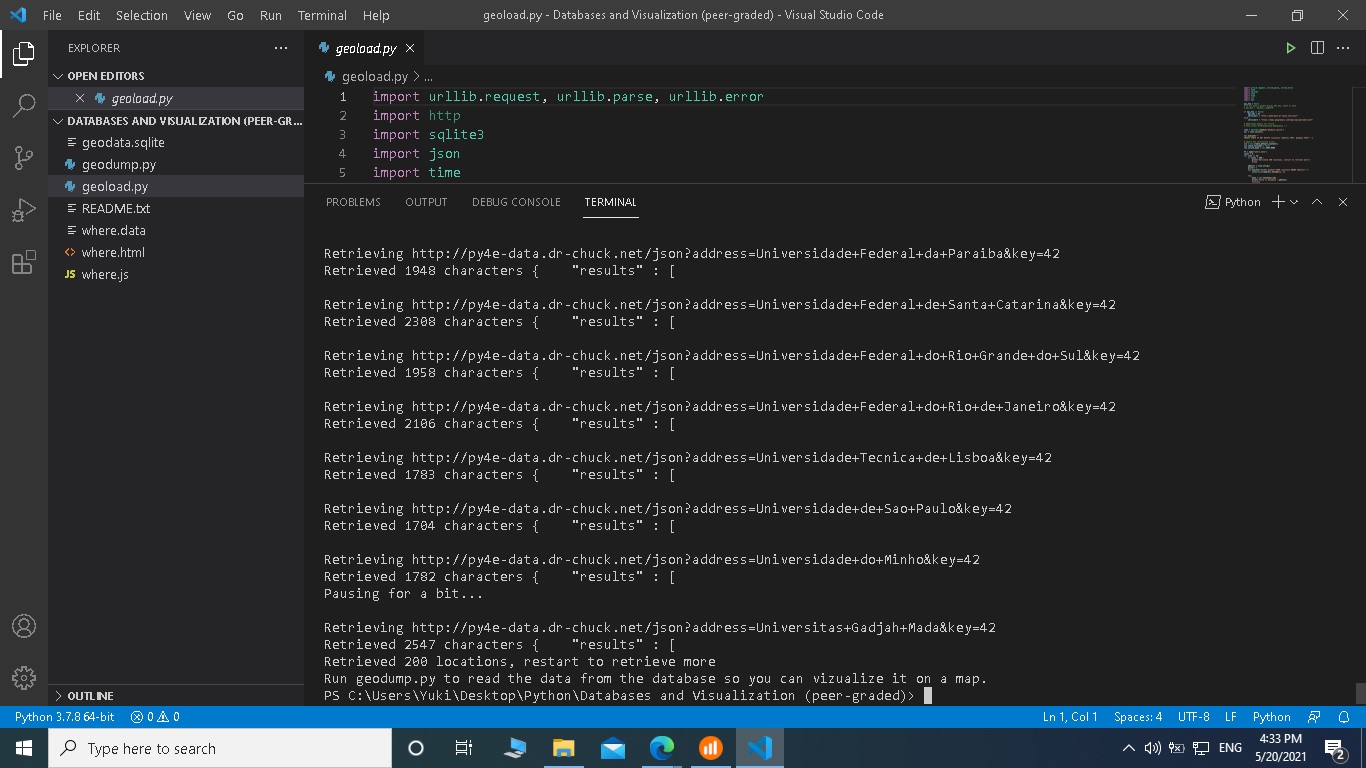 File Edit Selection View Go Run Terminal Help
geoload.py - Databases and Visualization (peer-graded) - Visual Studio Code
EXPLORER
OPEN EDITORS
geoload.py
DATABASES AND VISUALIZATION (PEER-GR...
geodata.sqlite
geodump.py
geoload.py
README.txt
where.data
where.html
JS where.js
OUTLINE
geoload.py
geoload.py > ...
1 import urllib.request, urllib.parse, urllib.error
2 import http
3 import sqlite3
4 import json
5 import time
PROBLEMS OUTPUT DEBUG CONSOLE TERMINAL
Python
Retrieving http://py4e-data.dr-chuck.net/json?address=Universidade+Federal+da+Paraiba&key=42
Retrieved 1948 characters { "results" : [
Retrieving http://py4e-data.dr-chuck.net/json?address=Universidade+Federal+de+Santa+Catarina&key=42
Retrieved 2308 characters { "results" : [
Retrieving http://py4e-data.dr-chuck.net/json?address=Universidade+Federal+do+Rio+Grande+do+Sul&key=42
Retrieved 1958 characters { "results" : [
Retrieving http://py4e-data.dr-chuck.net/json?address=Universidade+Federal+do+Rio+de+Janeiro&key=42
Retrieved 2106 characters { "results" : [
Retrieving http://py4e-data.dr-chuck.net/json?address=Universidade+Tecnica+de+Lisboa&key=42
Retrieved 1783 characters { "results" : [
Retrieving http://py4e-data.dr-chuck.net/json?address=Universidade+de+Sao+Paulo&key=42
Retrieved 1704 characters { "results" : [
Retrieving http://py4e-data.dr-chuck.net/json?address=Universidade+do+Minho&key=42
Retrieved 1782 characters { "results" : [
Pausing for a bit...
Retrieving http://py4e-data.dr-chuck.net/json?address=Universitas+Gadjah+Mada&key=42
Retrieved 2547 characters { "results" : [
Retrieved 200 locations, restart to retrieve more
Run geodump.py to read the data from the database so you can vizualize it on a map.
PS C:\Users\Yuki\Desktop\Python\Databases and Visualization (peer-graded)>
Python 3.7.8 64-bit 0 0
Ln 1, Col 1 Spaces: 4 UTF-8 LF Python
Type here to search
ENG
4:33 PM
5/20/2021
2